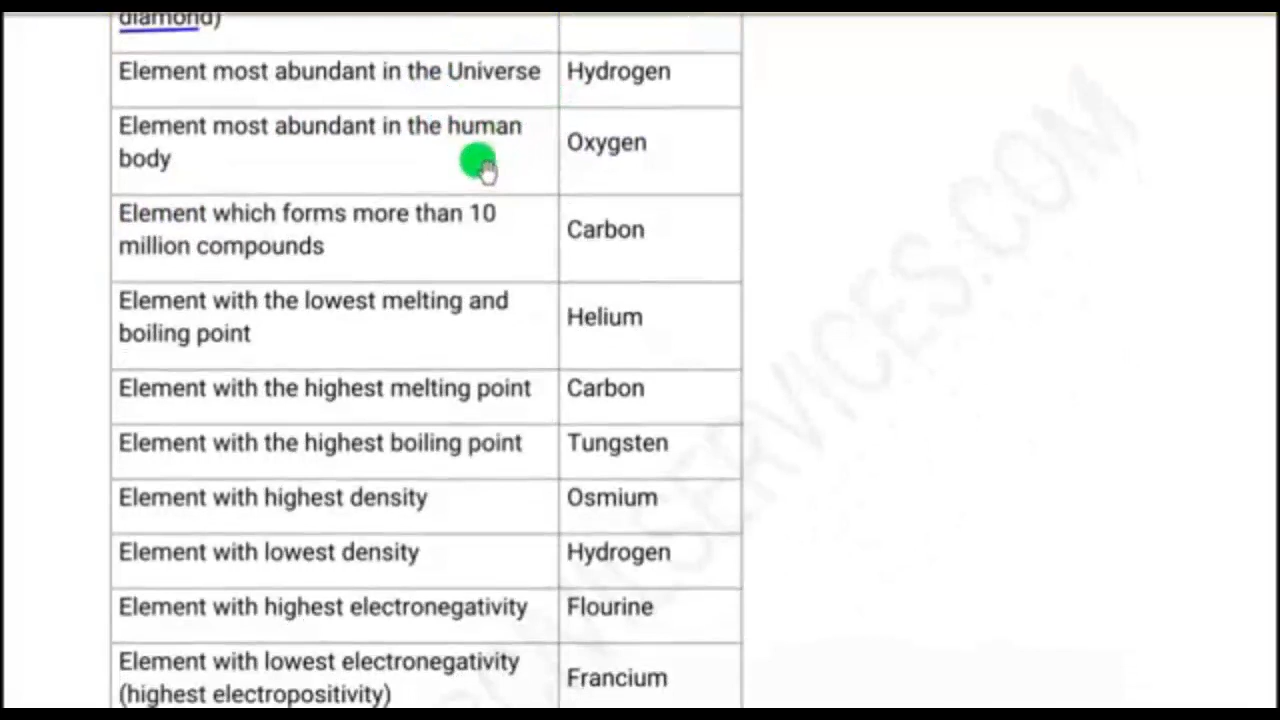 diamond)
Element most abundant in the Universe Hydrogen
Element most abundant in the human
body
Oxygen
Element which forms more than 10
million compounds
Carbon
Element with the lowest melting and
boiling point
Helium
Element with the highest melting point Carbon
Element with the highest boiling point Tungsten
Element with highest density Osmium
Element with lowest density Hydrogen
Element with highest electronegativity Flourine
Element with lowest electronegativity
(highest electropositivity)
Francium
SERVICES.COM